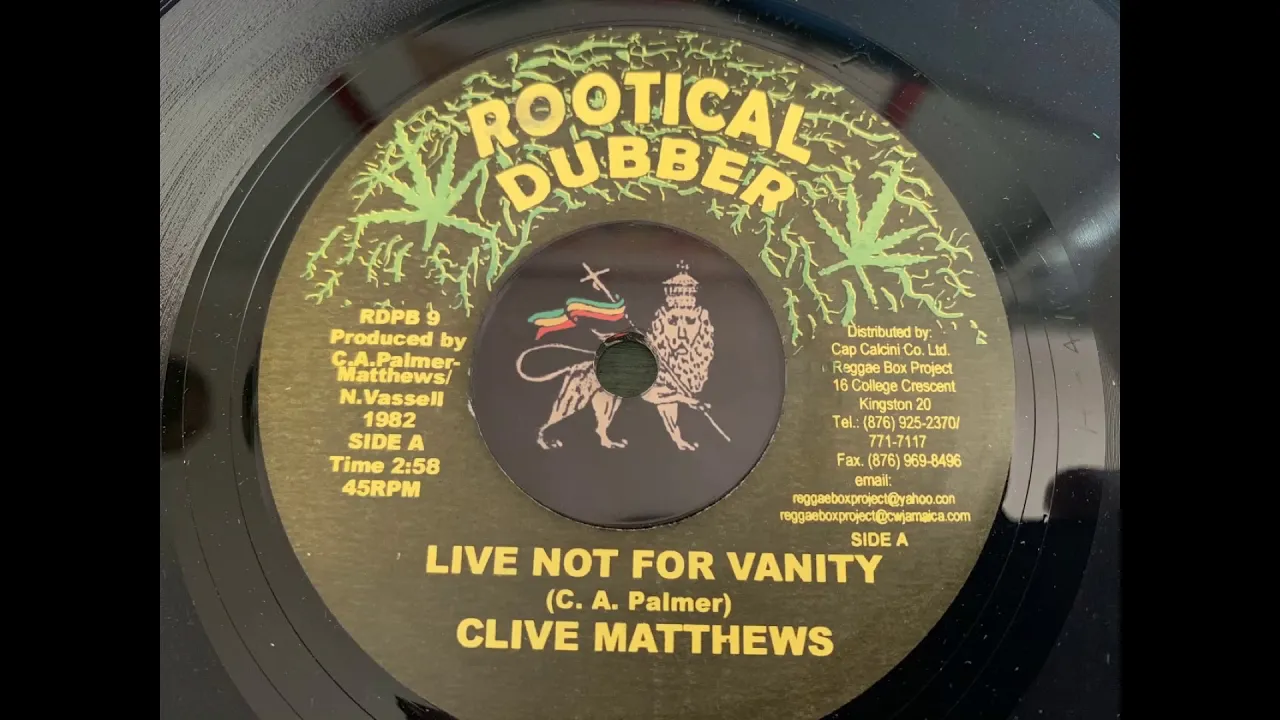 ROOTICAL
DUBBER
RDPB 9
Produced by
C.A.Palmer-
Matthews/
N.Vassell
1982
SIDE A
Time 2:58
45RPM
Distributed by:
Cap Calcini Co. Ltd.
Reggae Box Project
16 College Crescent
Kingston 20
Tel.: (876) 925-2370/
771-7117
Fax. (876) 969-8496
email:
reggaeboxproject@yahoo.con
reggaeboxproject@cwjamaica.com
SIDE A
LIVE NOT FOR VANITY
(C. A. Palmer)
CLIVE MATTHEWS